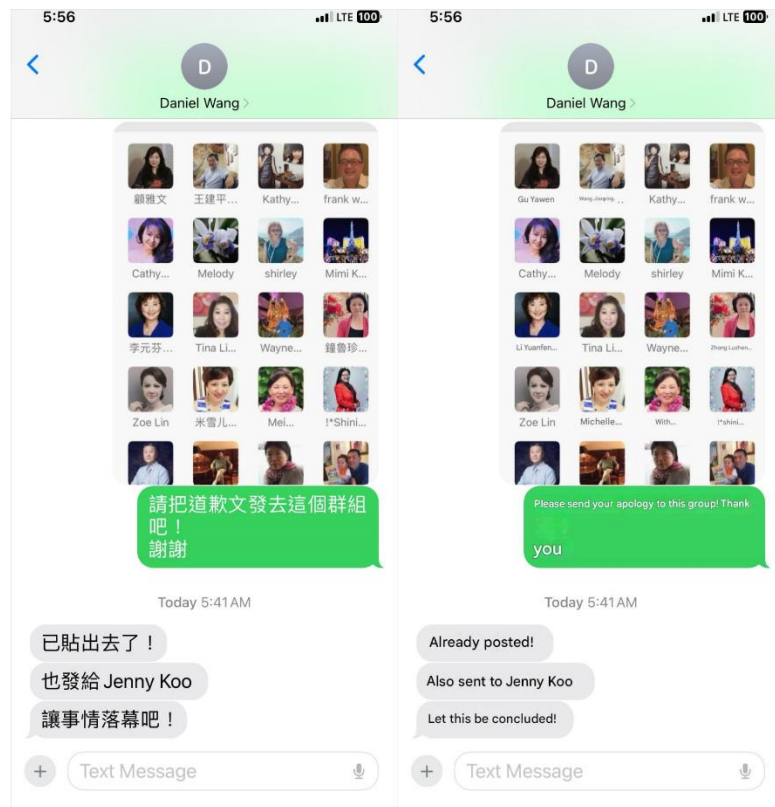 5:56
LTE 100
D
Daniel Wang >
顧雅文 王建平... Kathy... frank w...
Cathy... Melody shirley Mimi K...
李元芬... Tina Li... Wayne... 鐘魯珍...
Zoe Lin 米雪儿... Mei... !*Shini...
請把道歉文發去這個群組
吧！
謝謝
Today 5:41 AM
已貼出去了！
也發給 Jenny Koo
讓事情落幕吧！
+ Text Message
5:56
LTE 100
D
Daniel Wang >
Gu Yawen Wang Jianping... Kathy... frank w...
Cathy... Melody shirley Mimi K...
Li Yuanfen... Tina Li... Wayne... Zhong Luzhen...
Zoe Lin Michelle... With... !*shini...
Please send your apology to this group! Thank
you
Today 5:41 AM
Already posted!
Also sent to Jenny Koo
Let this be concluded!
+ Text Message